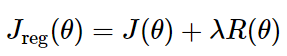 J_reg(θ) = J(θ) + λR(θ)